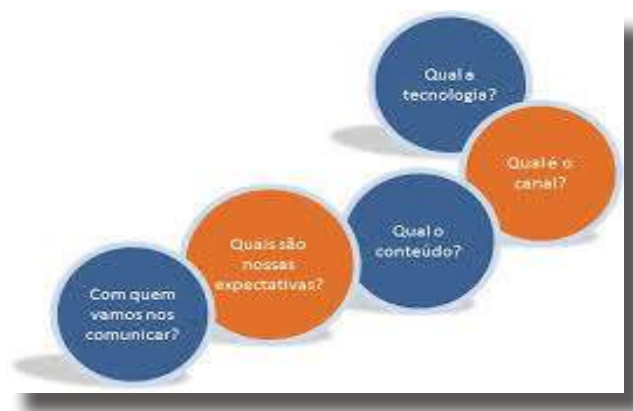 Qual a
tecnologia?
Qual é o
canal?
Qual o
conteúdo?
Quais são
nossas
expectativas?
Com quem
vamos nos
comunicar?